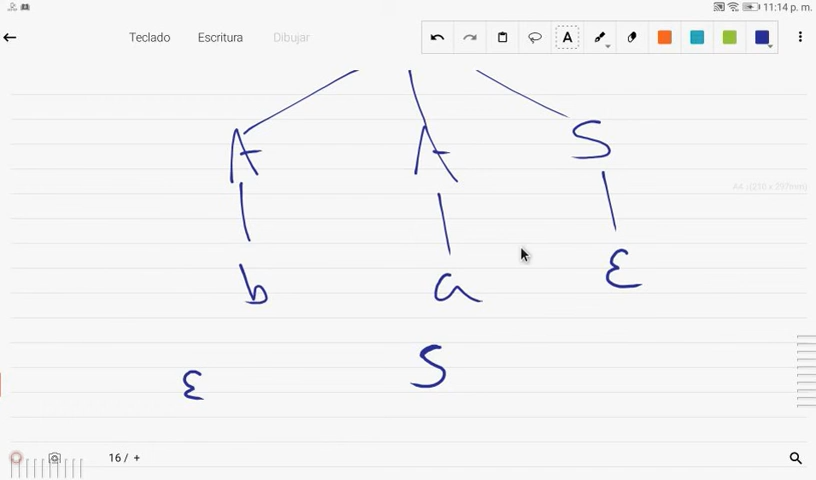 11:14 p. m.
Teclado Escritura Dibujar
A
A A S
b a ε
ε S
16 / +